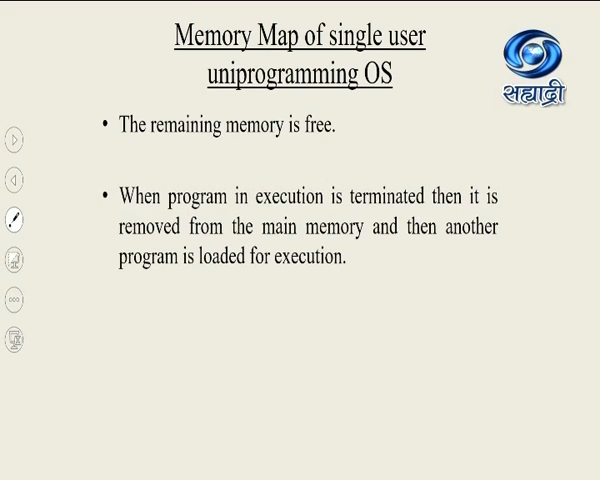 Memory Map of single user
uniprogramming OS
सह्याद्री
• The remaining memory is free.
• When program in execution is terminated then it is
removed from the main memory and then another
program is loaded for execution.